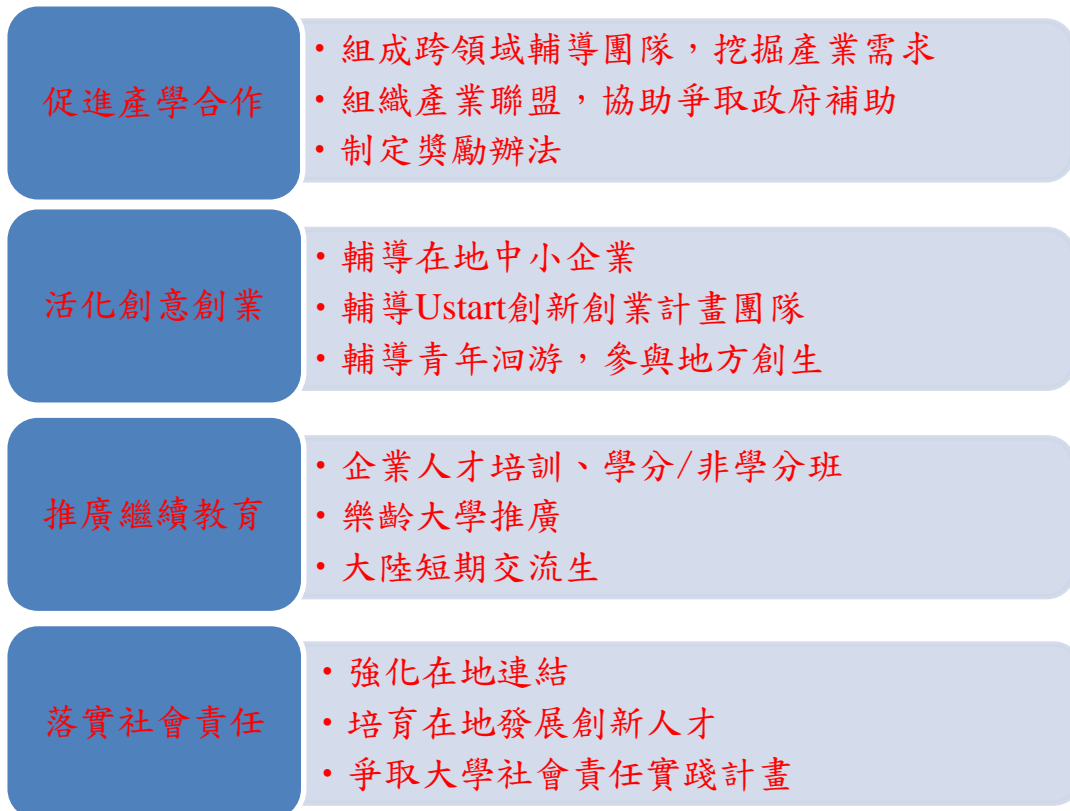 促進產學合作
•組成跨領域輔導團隊，挖掘產業需求
•組織產業聯盟，協助爭取政府補助
•制定獎勵辦法
活化創意創業
•輔導在地中小企業
•輔導Ustart創新創業計畫團隊
•輔導青年洄游，參與地方創生
推廣繼續教育
•企業人才培訓、學分/非學分班
•樂齡大學推廣
•大陸短期交流生
落實社會責任
•強化在地連結
•培育在地發展創新人才
•爭取大學社會責任實踐計畫